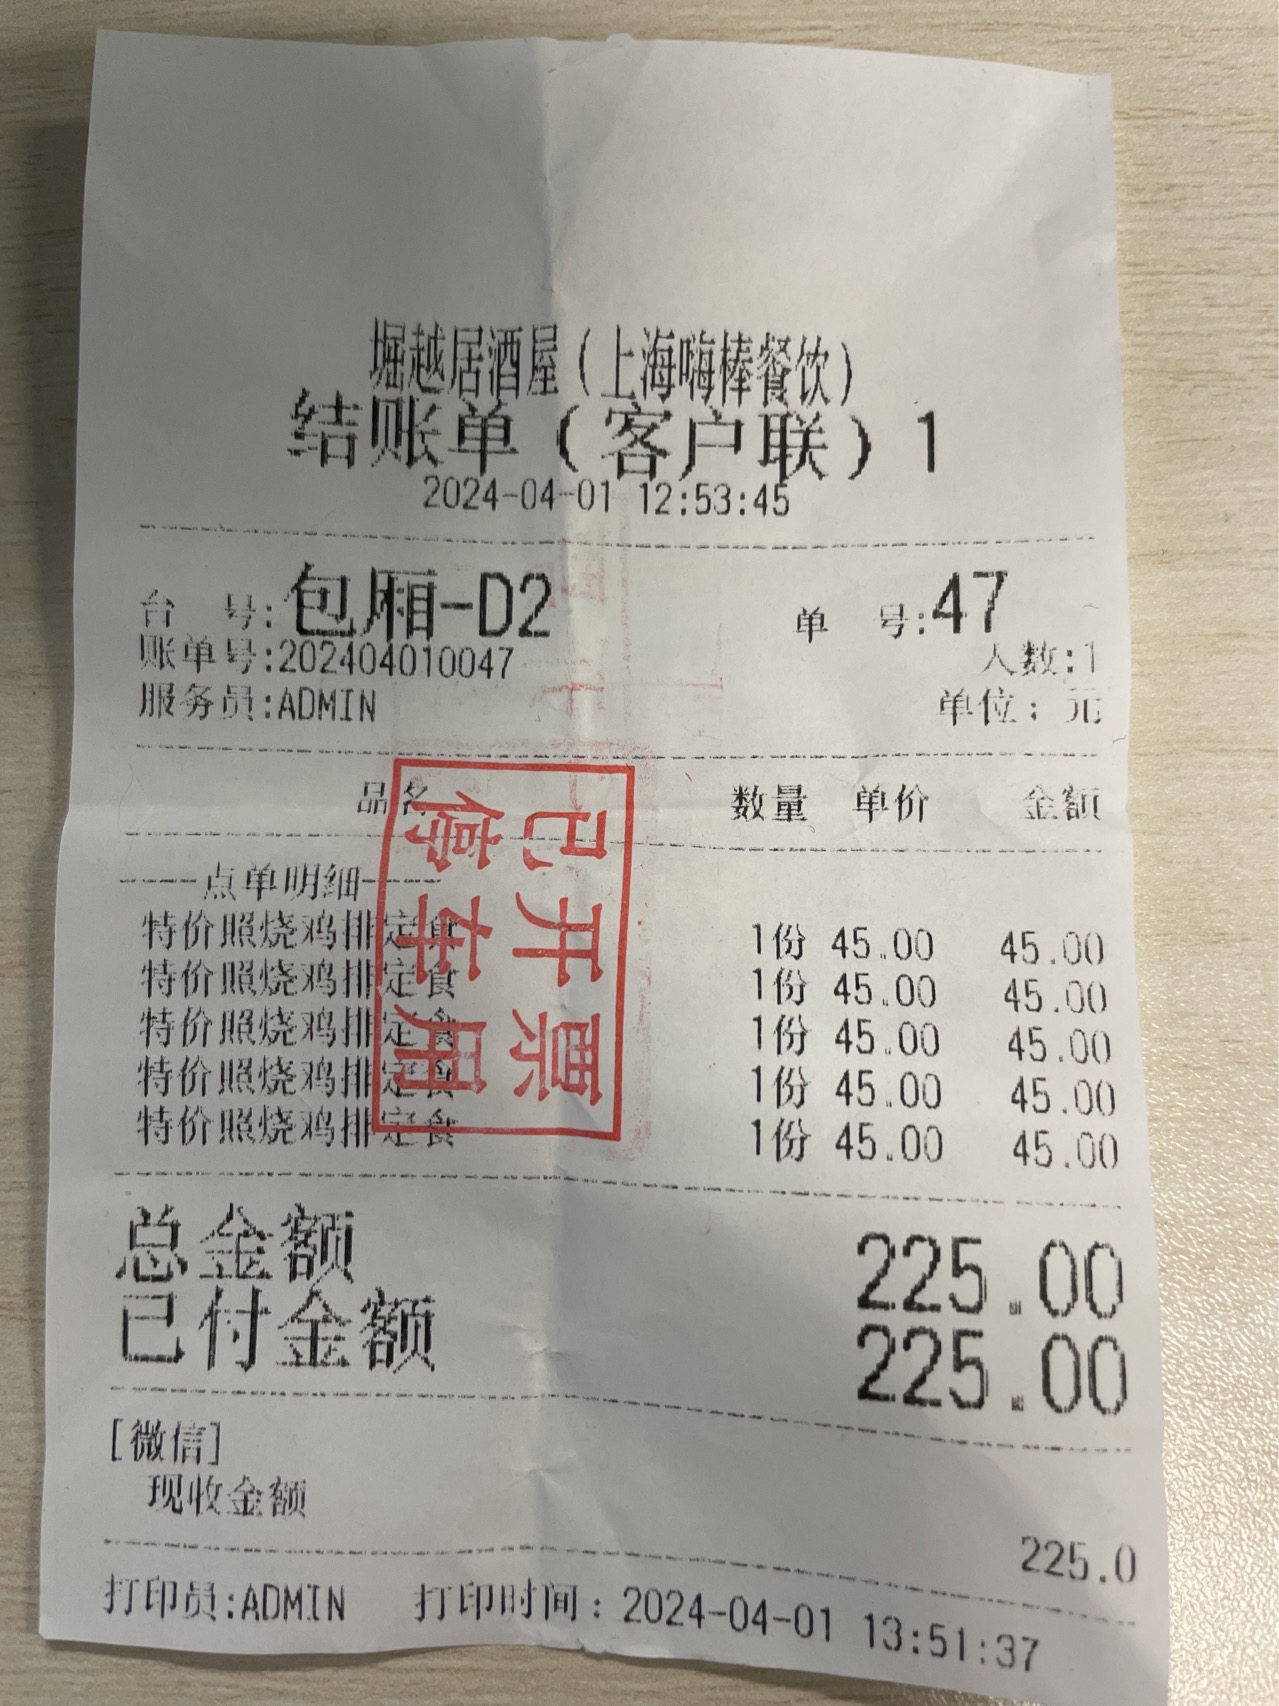 堀越居酒屋（上海嗨棒餐饮）
结账单（客户联）1
2024-04-01 12:53:45
台 号:包厢-D2 单 号:47
账单号:202404010047 人数:1
服务员:ADMIN 单位：元
品名 数量 单价 金额
----点单明细----
特价照烧鸡排定食 1份 45.00 45.00
特价照烧鸡排定食 1份 45.00 45.00
特价照烧鸡排定食 1份 45.00 45.00
特价照烧鸡排定食 1份 45.00 45.00
特价照烧鸡排定食 1份 45.00 45.00
已开票
停车用
总金额 225.00
已付金额 225.00
[微信]
现收金额 225.0
打印员:ADMIN 打印时间：2024-04-01 13:51:37